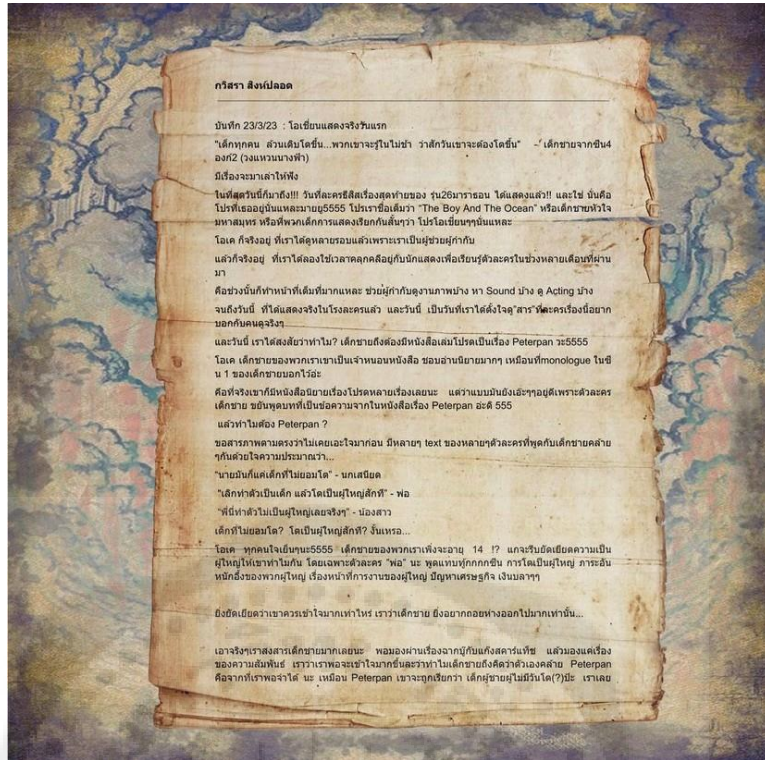 กวิสรา สิงห์ปลอด
บันทึก 23/3/23 : โอเชี่ยนแสดงจริงวันแรก
"เด็กทุกคน ล้วนเติบโตขึ้น...พวกเขาจะรู้ในไม่ช้า ว่าสักวันเขาจะต้องโตขึ้น" - เด็กชายจากซีน4
องก์2 (วงแหวนนางฟ้า)
มีเรื่องจะมาเล่าให้ฟัง
ในที่สุดวันนี้ก็มาถึง!!! วันที่ละครธีสิสเรื่องสุดท้ายของ รุ่น26มาราธอน ได้แสดงแล้ว!! และใช่ นั่นคือ
โปรที่เธออยู่นั่นแหละมายยู5555 โปรเราชื่อเต็มว่า "The Boy And The Ocean" หรือเด็กชายหัวใจ
มหาสมุทร หรือที่พวกเด็กการแสดงเรียกกันสั้นๆว่า โปรโอเชี่ยนๆๆนั่นแหละ
โอเค ก็จริงอยู่ ที่เราได้ดูหลายรอบแล้วเพราะเราเป็นผู้ช่วยผู้กำกับ
แล้วก็จริงอยู่ ที่เราได้ลองใช้เวลาคลุกคลีอยู่กับนักแสดงเพื่อเรียนรู้ตัวละครในช่วงหลายเดือนที่ผ่าน
มา
คือช่วงนั้นก็ทำหน้าที่เต็มที่มากแหละ ช่วยผู้กำกับดูงานภาพบ้าง หา Sound บ้าง ดู Acting บ้าง
จนถึงวันนี้ ที่ได้แสดงจริงในโรงละครแล้ว และวันนี้ เป็นวันที่เราได้ตั้งใจดู"สาร"ที่ละครเรื่องนี้อยาก
บอกกับคนดูจริงๆ
และวันนี้ เราได้สงสัยว่าทำไม? เด็กชายถึงต้องมีหนังสือเล่มโปรดเป็นเรื่อง Peterpan วะ5555
โอเค เด็กชายของพวกเราเขาเป็นเจ้าหนอนหนังสือ ชอบอ่านนิยายมากๆ เหมือนที่monologue ในซี
น 1 ของเด็กชายบอกไว้อ่ะ
คือที่จริงเขาก็มีหนังสือนิยายเรื่องโปรดหลายเรื่องเลยนะ แต่ว่าแบบมันยังเอ๊ะๆๆอยู่ดีเพราะตัวละคร
เด็กชาย ขยันพูดบทที่เป็นข้อความจากในหนังสือเรื่อง Peterpan อ่ะดิ 555
แล้วทำไมต้อง Peterpan ?
ขอสารภาพตามตรงว่าไม่เคยเอะใจมาก่อน มีหลายๆ text ของหลายๆตัวละครที่พูดกับเด็กชายคล้าย
ๆกันด้วยใจความประมาณว่า...
"นายมันก็แค่เด็กที่ไม่ยอมโต" - นกเสนียด
"เลิกทำตัวเป็นเด็ก แล้วโตเป็นผู้ใหญ่สักที" - พ่อ
"พี่นี่ทำตัวไม่เป็นผู้ใหญ่เลยจริงๆ" - น้องสาว
เด็กที่ไม่ยอมโต? โตเป็นผู้ใหญ่สักที? งั้นเหรอ...
โอเค ทุกคนใจเย็นๆนะ5555 เด็กชายของพวกเราเพิ่งจะอายุ 14 !? แกจะรีบยัดเยียดความเป็น
ผู้ใหญ่ให้เขาทำไมกัน โดยเฉพาะตัวละคร "พ่อ" นะ พูดแทบทู้กกกกซีน การโตเป็นผู้ใหญ่ ภาระอัน
หนักอึ้งของพวกผู้ใหญ่ เรื่องหน้าที่การงานของผู้ใหญ่ ปัญหาเศรษฐกิจ เงินบลาๆๆ
ยิ่งยัดเยียดว่าเขาควรเข้าใจมากเท่าไหร่ เราว่าเด็กชาย ยิ่งอยากถอยห่างออกไปมากเท่านั้น...
เอาจริงๆเราสงสารเด็กชายมากเลยนะ พอมองผ่านเรื่องฉากบู๊กับแก๊งสคาร์แท็ช แล้วมองแค่เรื่อง
ของความสัมพันธ์ เราว่าเราพอจะเข้าใจมากขึ้นละว่าทำไมเด็กชายถึงคิดว่าตัวเองคล้าย Peterpan
คือจากที่เราพอจำได้ นะ เหมือน Peterpan เขาจะถูกเรียกว่า เด็กผู้ชายผู้ไม่มีวันโต(?)ป่ะ เราเลย